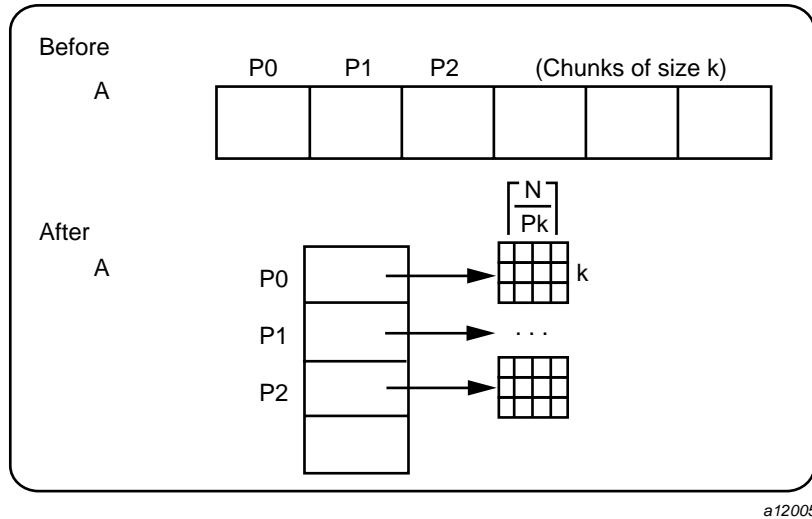 Before
P0 P1 P2 (Chunks of size k)
A
N
Pk
After
A
P0
k
P1
. . .
P2
a12005